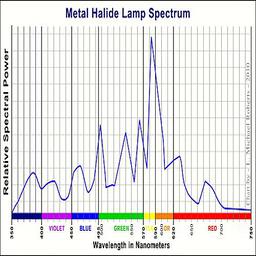 Metal Halide Lamp Spectrum
Relative Spectral Power
VIOLET BLUE GREEN OR RED
350 400 450 550 600 650 700 750
Wavelength in Nanometers